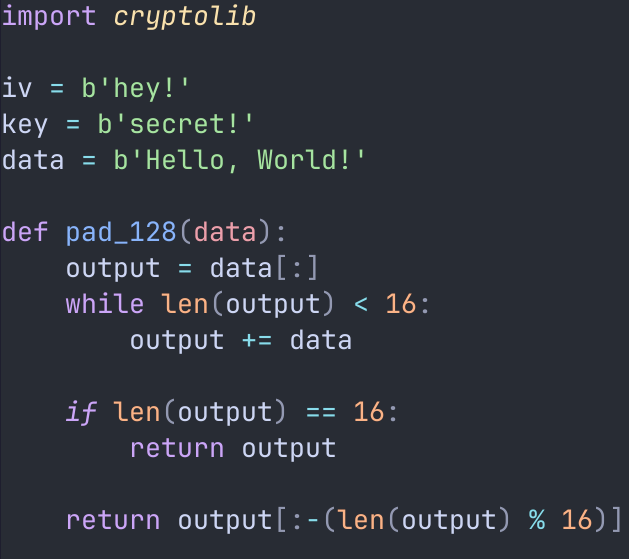 import cryptolib

iv = b'hey!'
key = b'secret!'
data = b'Hello, World!'

def pad_128(data):
    output = data[:]
    while len(output) < 16:
        output += data

    if len(output) == 16:
        return output

    return output[:-(len(output) % 16)]